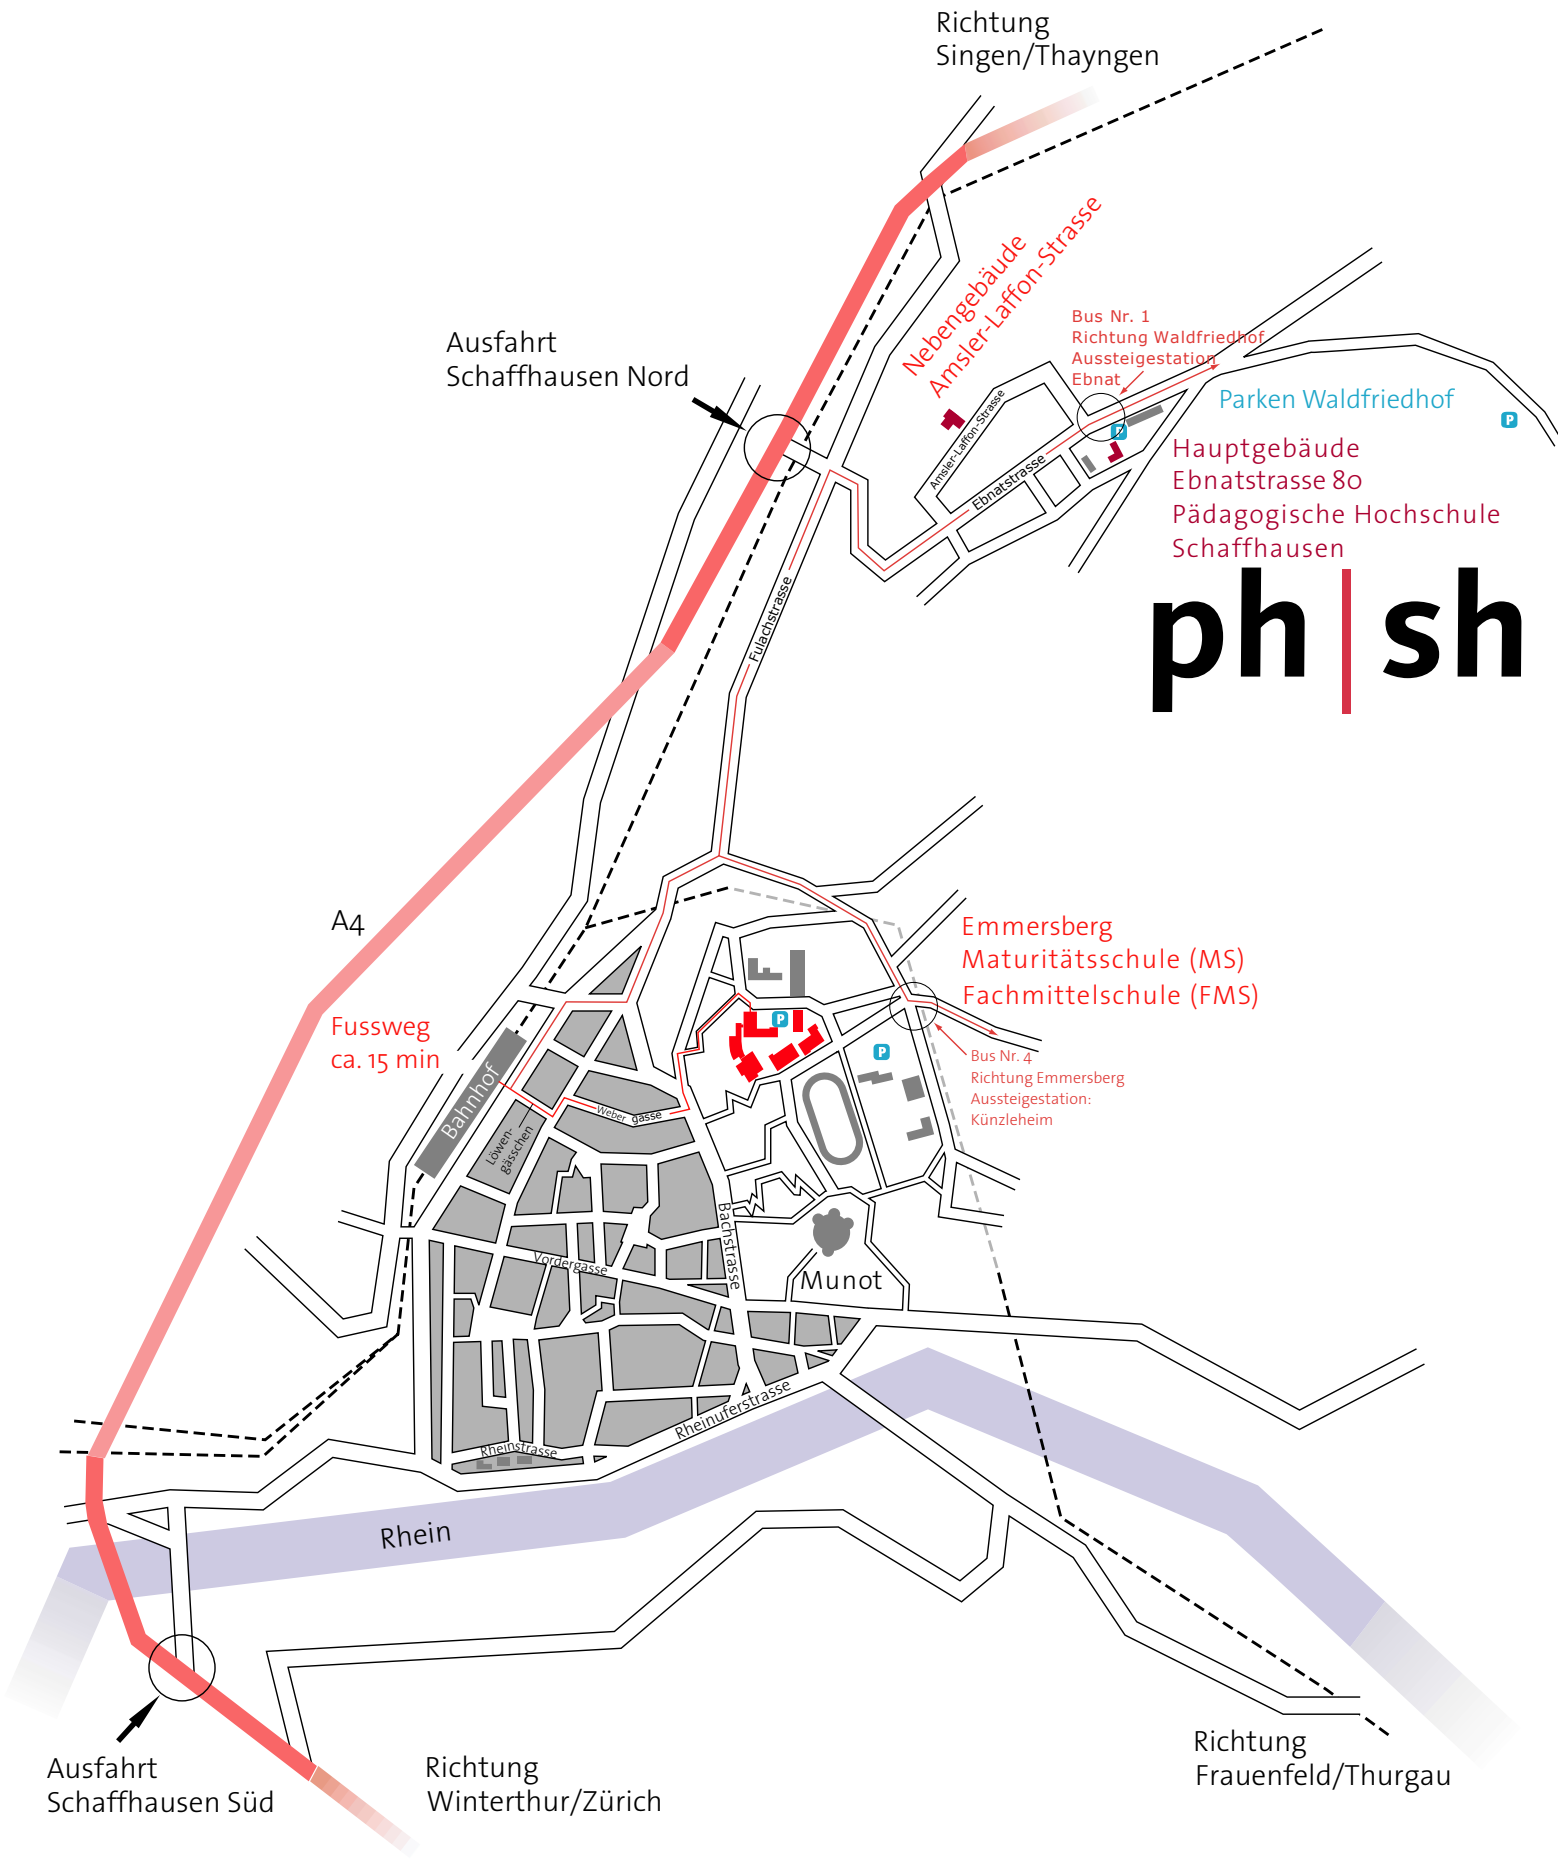 Richtung
Singen/Thayngen
Nebengebäude
Amsler-Laffon-Strasse
Bus Nr. 1
Richtung Waldfriedhof
Aussteigestation
Ebnat
Ausfahrt
Schaffhausen Nord
Parken Waldfriedhof
P
P
Amsler-Laffon-Strasse
Ebnatstrasse
Hauptgebäude
Ebnatstrasse 80
Pädagogische Hochschule
Schaffhausen
ph|sh
Fulachstrasse
A4
Emmersberg
Maturitätsschule (MS)
Fachmittelschule (FMS)
Fussweg
ca. 15 min
P
P
Bus Nr. 4
Richtung Emmersberg
Aussteigestation:
Künzleheim
Bahnhof
Weber gasse
Löwen-
gässchen
Bachstrasse
Vordergasse
Munot
Rheinuferstrasse
Rheinstrasse
Rhein
Richtung
Frauenfeld/Thurgau
Ausfahrt
Schaffhausen Süd
Richtung
Winterthur/Zürich